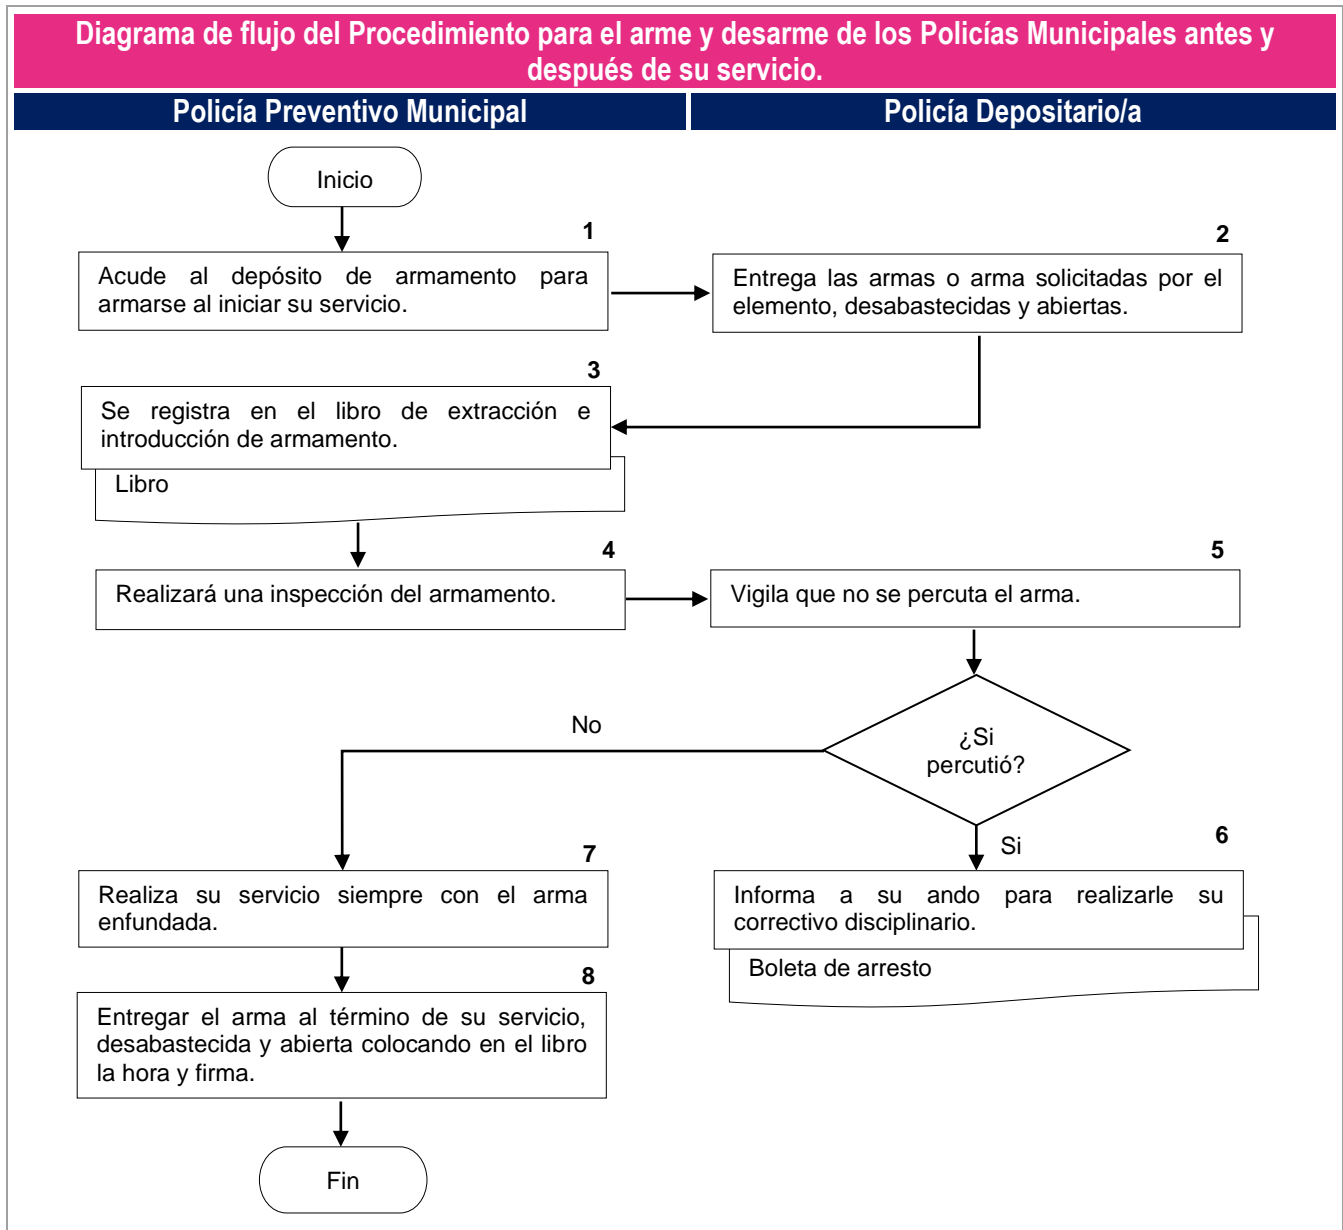 Diagrama de flujo del Procedimiento para el arme y desarme de los Policías Municipales antes y
después de su servicio.
Policía Preventivo Municipal
Policía Depositario/a
Inicio
1
Acude al depósito de armamento para
armarse al iniciar su servicio.
2
Entrega las armas o arma solicitadas por el
elemento, desabastecidas y abiertas.
3
Se registra en el libro de extracción e
introducción de armamento.
Libro
4
Realizará una inspección del armamento.
5
Vigila que no se percuta el arma.
¿Si
percutió?
No
Si
6
Informa a su ando para realizarle su
correctivo disciplinario.
Boleta de arresto
7
Realiza su servicio siempre con el arma
enfundada.
8
Entregar el arma al término de su servicio,
desabastecida y abierta colocando en el libro
la hora y firma.
Fin